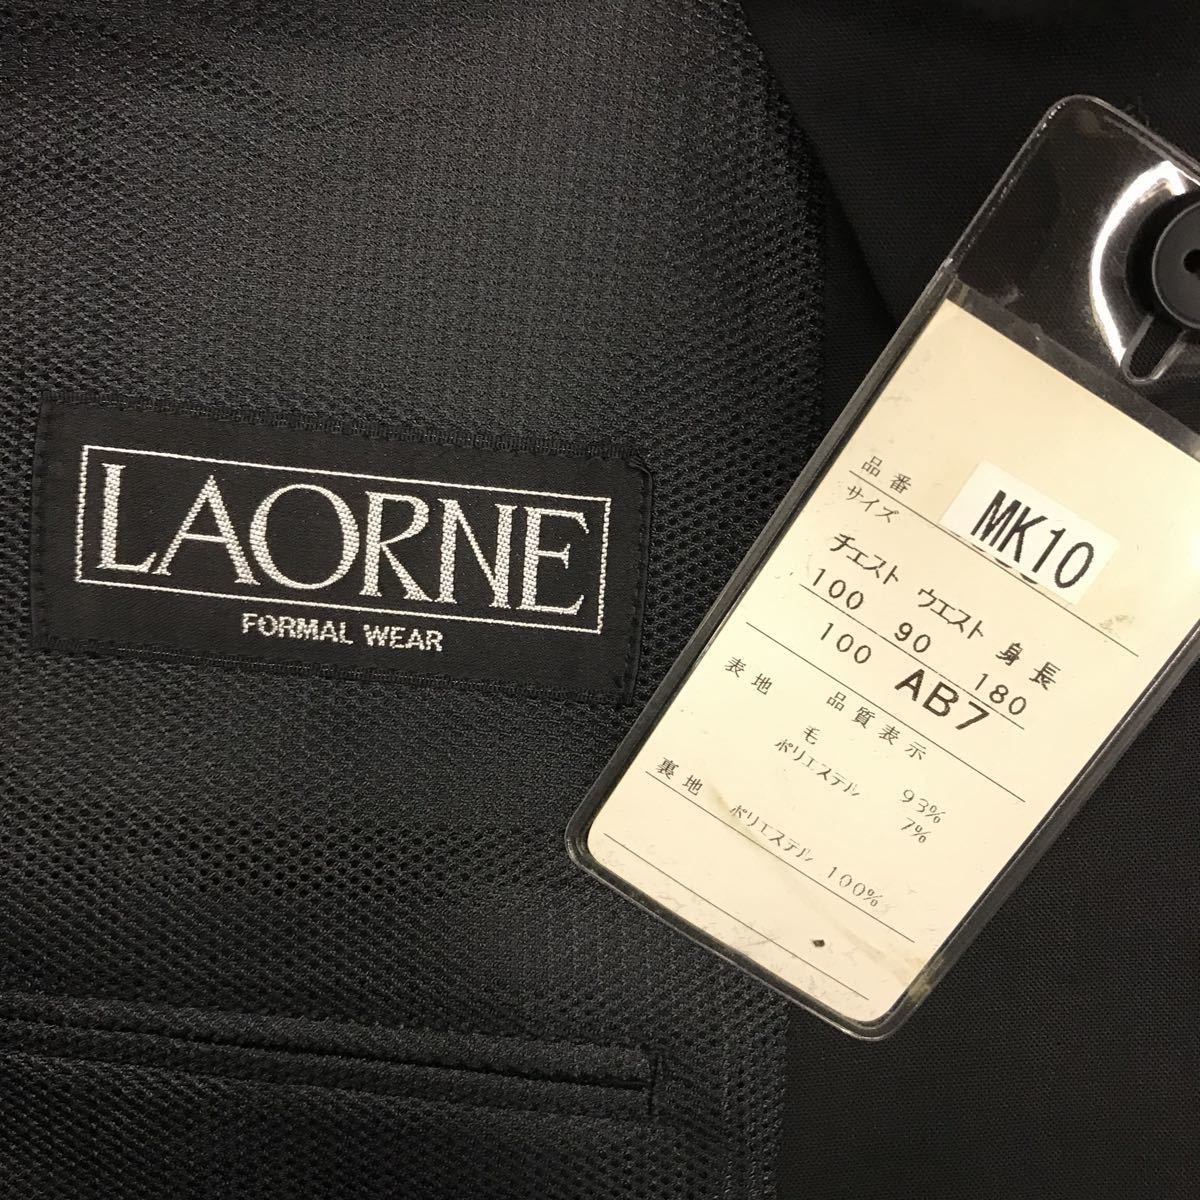 LAORNE
FORMAL WEAR
品番 MK10
サイズ
チエスト ウエスト 身長
100 90 180
100 AB7
品質表示
表地
毛 93%
ポリエステル 7%
裏地
ポリエステル 100%